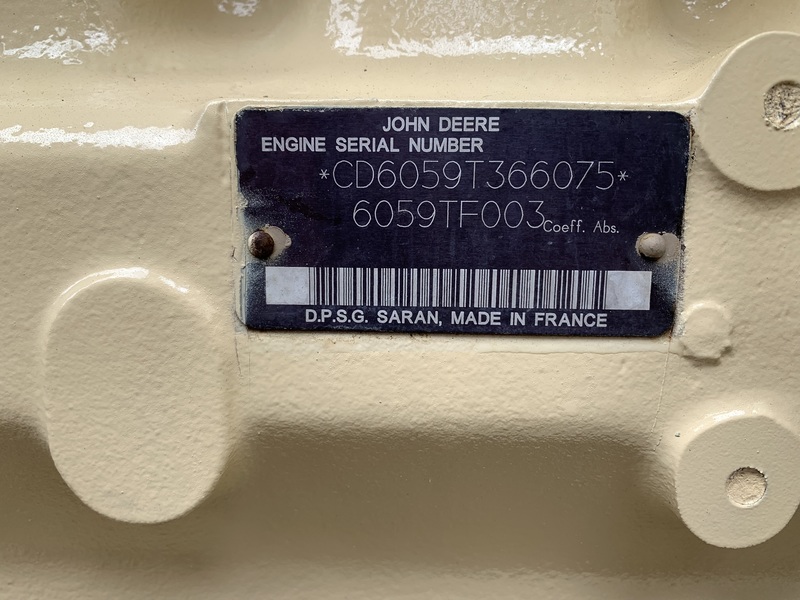 JOHN DEERE
ENGINE SERIAL NUMBER
*CD6059T366075*
6059TF003 Coeff. Abs.
D.P.S.G. SARAN, MADE IN FRANCE